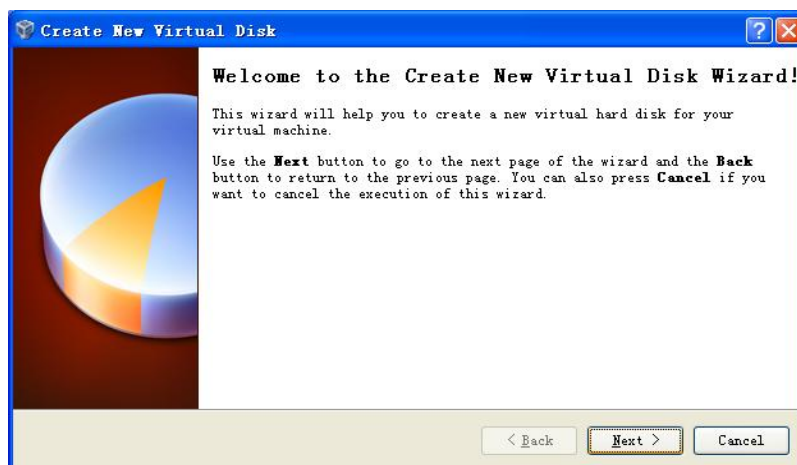 Create New Virtual Disk
Welcome to the Create New Virtual Disk Wizard!
This wizard will help you to create a new virtual hard disk for your
virtual machine.
Use the Next button to go to the next page of the wizard and the Back
button to return to the previous page. You can also press Cancel if you
want to cancel the execution of this wizard.
< Back Next > Cancel